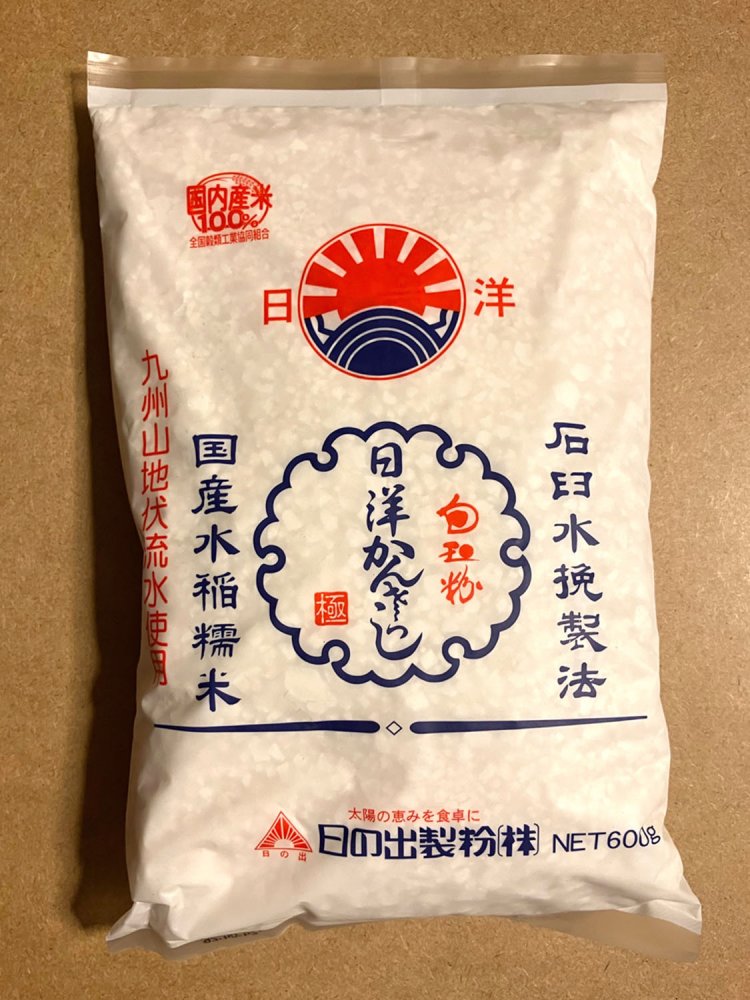 国内産米
100%
全国穀類工業協同組合
日 洋
石臼水挽製法
白玉粉
日洋かんざらし
極
国産水稲糯米
九州山地伏流水使用
太陽の恵みを食卓に
日の出
日の出製粉(株) NET600g